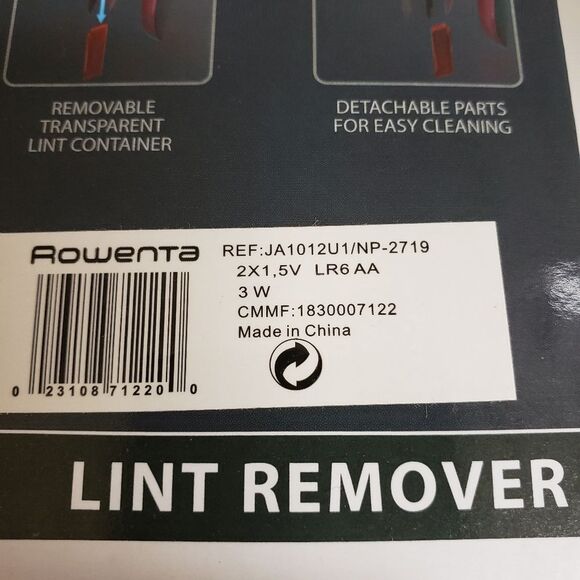 REMOVABLE
TRANSPARENT
LINT CONTAINER
DETACHABLE PARTS
FOR EASY CLEANING
Rowenta
REF:JA1012U1/NP-2719
2X1,5V LR6 AA
3 W
CMMF:1830007122
Made in China
0 23108 71220 0
LINT REMOVER